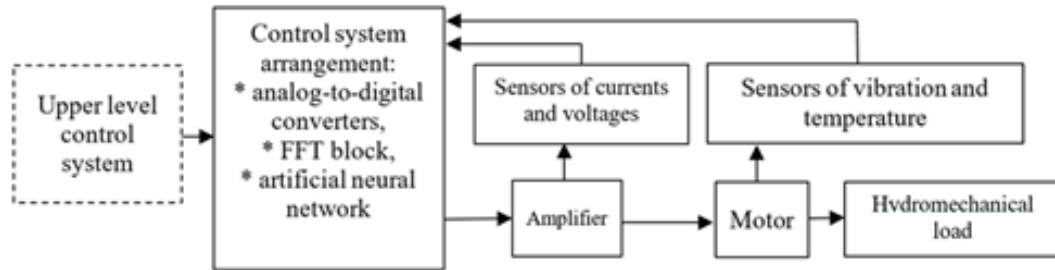 Upper level
control
system
Control system
arrangement:
* analog-to-digital
converters,
* FFT block,
* artificial neural
network
Sensors of currents
and voltages
Sensors of vibration and
temperature
Amplifier
Motor
Hvdromechanical
load